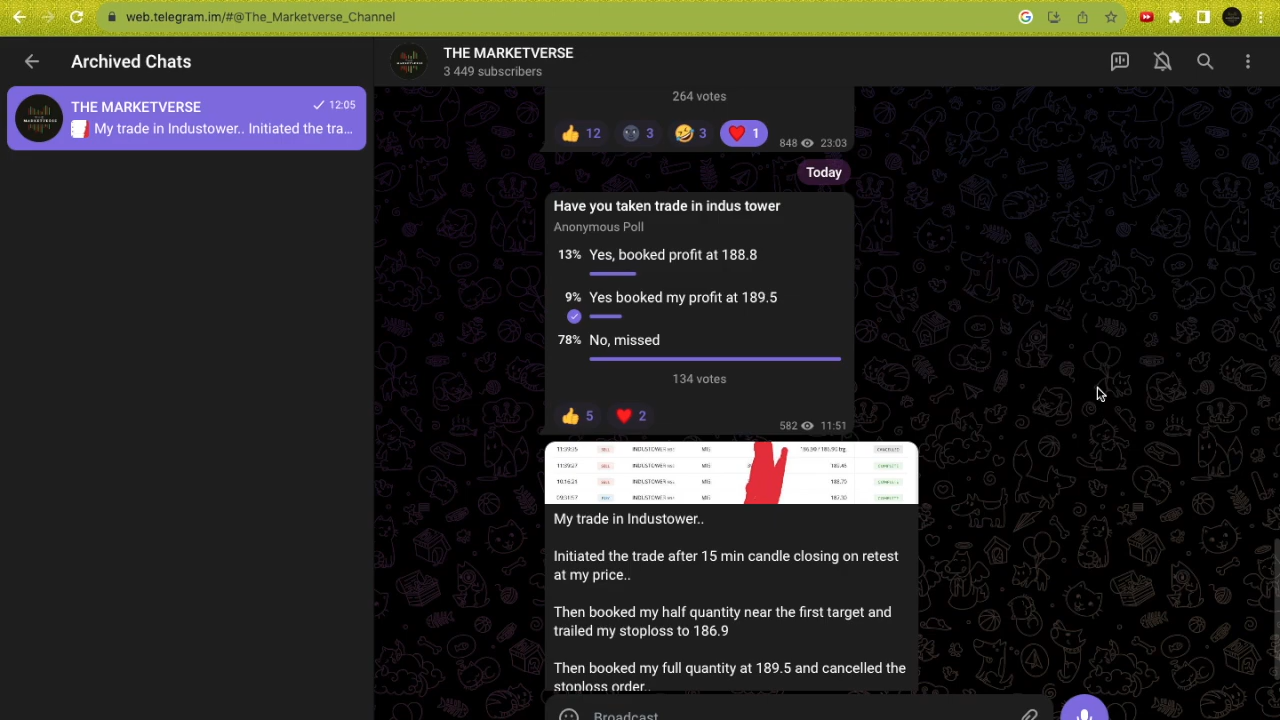 web.telegram.im/#@The_Marketverse_Channel
Archived Chats
THE MARKETVERSE
12:05
My trade in Industower.. Initiated the tra...
THE MARKETVERSE
3 449 subscribers
264 votes
12
3
3
1
848
23:03
Today
Have you taken trade in indus tower
Anonymous Poll
13% Yes, booked profit at 188.8
9% Yes booked my profit at 189.5
78% No, missed
134 votes
5
2
582
11:51
INDUSTOWER
INDUSTOWER
INDUSTOWER
INDUSTOWER
My trade in Industower..
Initiated the trade after 15 min candle closing on retest
at my price..
Then booked my half quantity near the first target and
trailed my stoploss to 186.9
Then booked my full quantity at 189.5 and cancelled the
stoploss order..
Broadcast